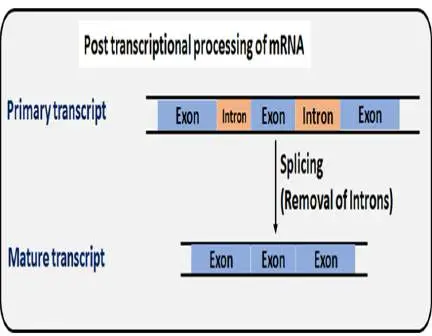 Post transcriptional processing of mRNA
Primary transcript
Exon Intron Exon Intron Exon
Splicing
(Removal of Introns)
Mature transcript
Exon Exon Exon